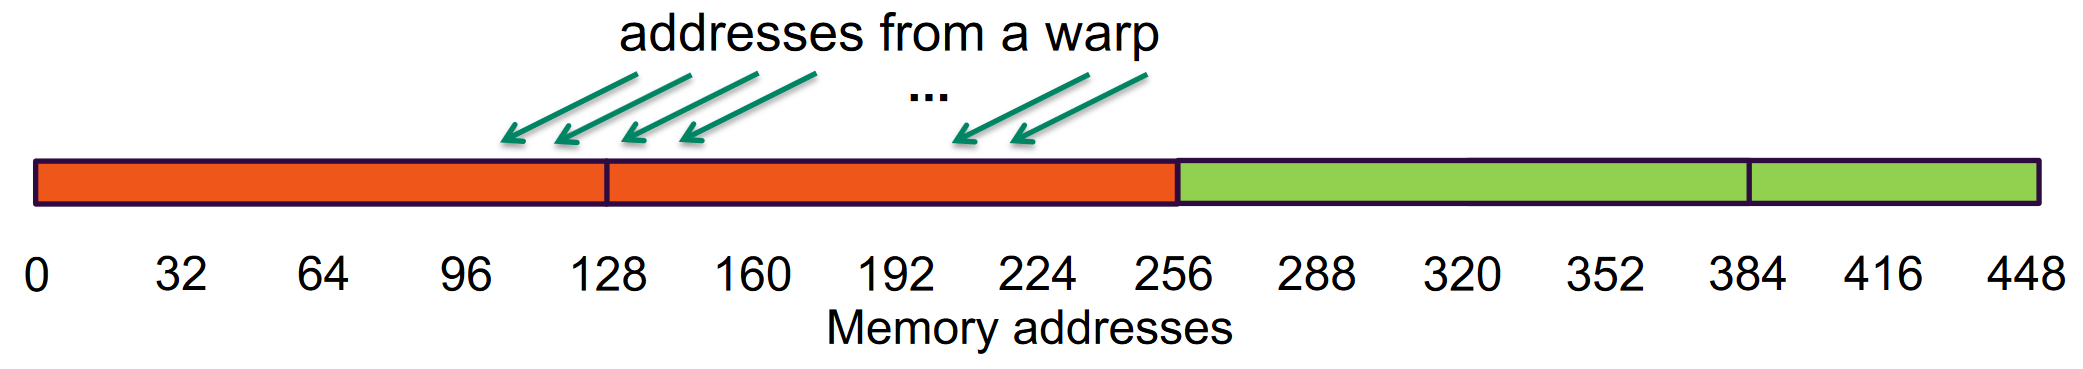 addresses from a warp
...
0 32 64 96 128 160 192 224 256 288 320 352 384 416 448
Memory addresses